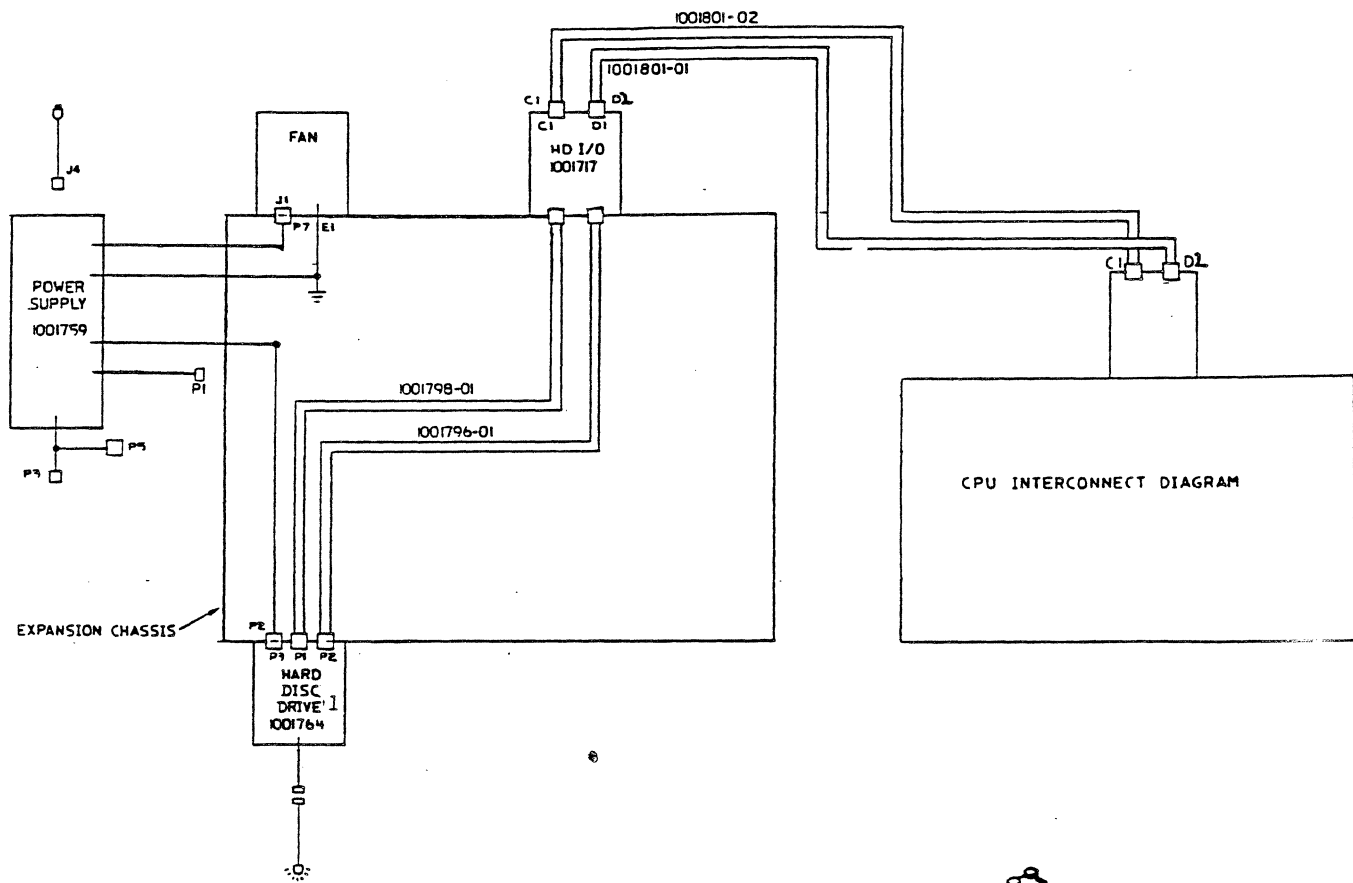 1001801-02
1001801-01
C1
D2
C1
D1
HD I/O
1001717
FAN
J4
J1
P7
E1
POWER
SUPPLY
1001759
P1
P5
P3
1001798-01
1001796-01
C1
D2
CPU INTERCONNECT DIAGRAM
EXPANSION CHASSIS
P2
P3
P1
P2
HARD
DISC
DRIVE 1
1001764